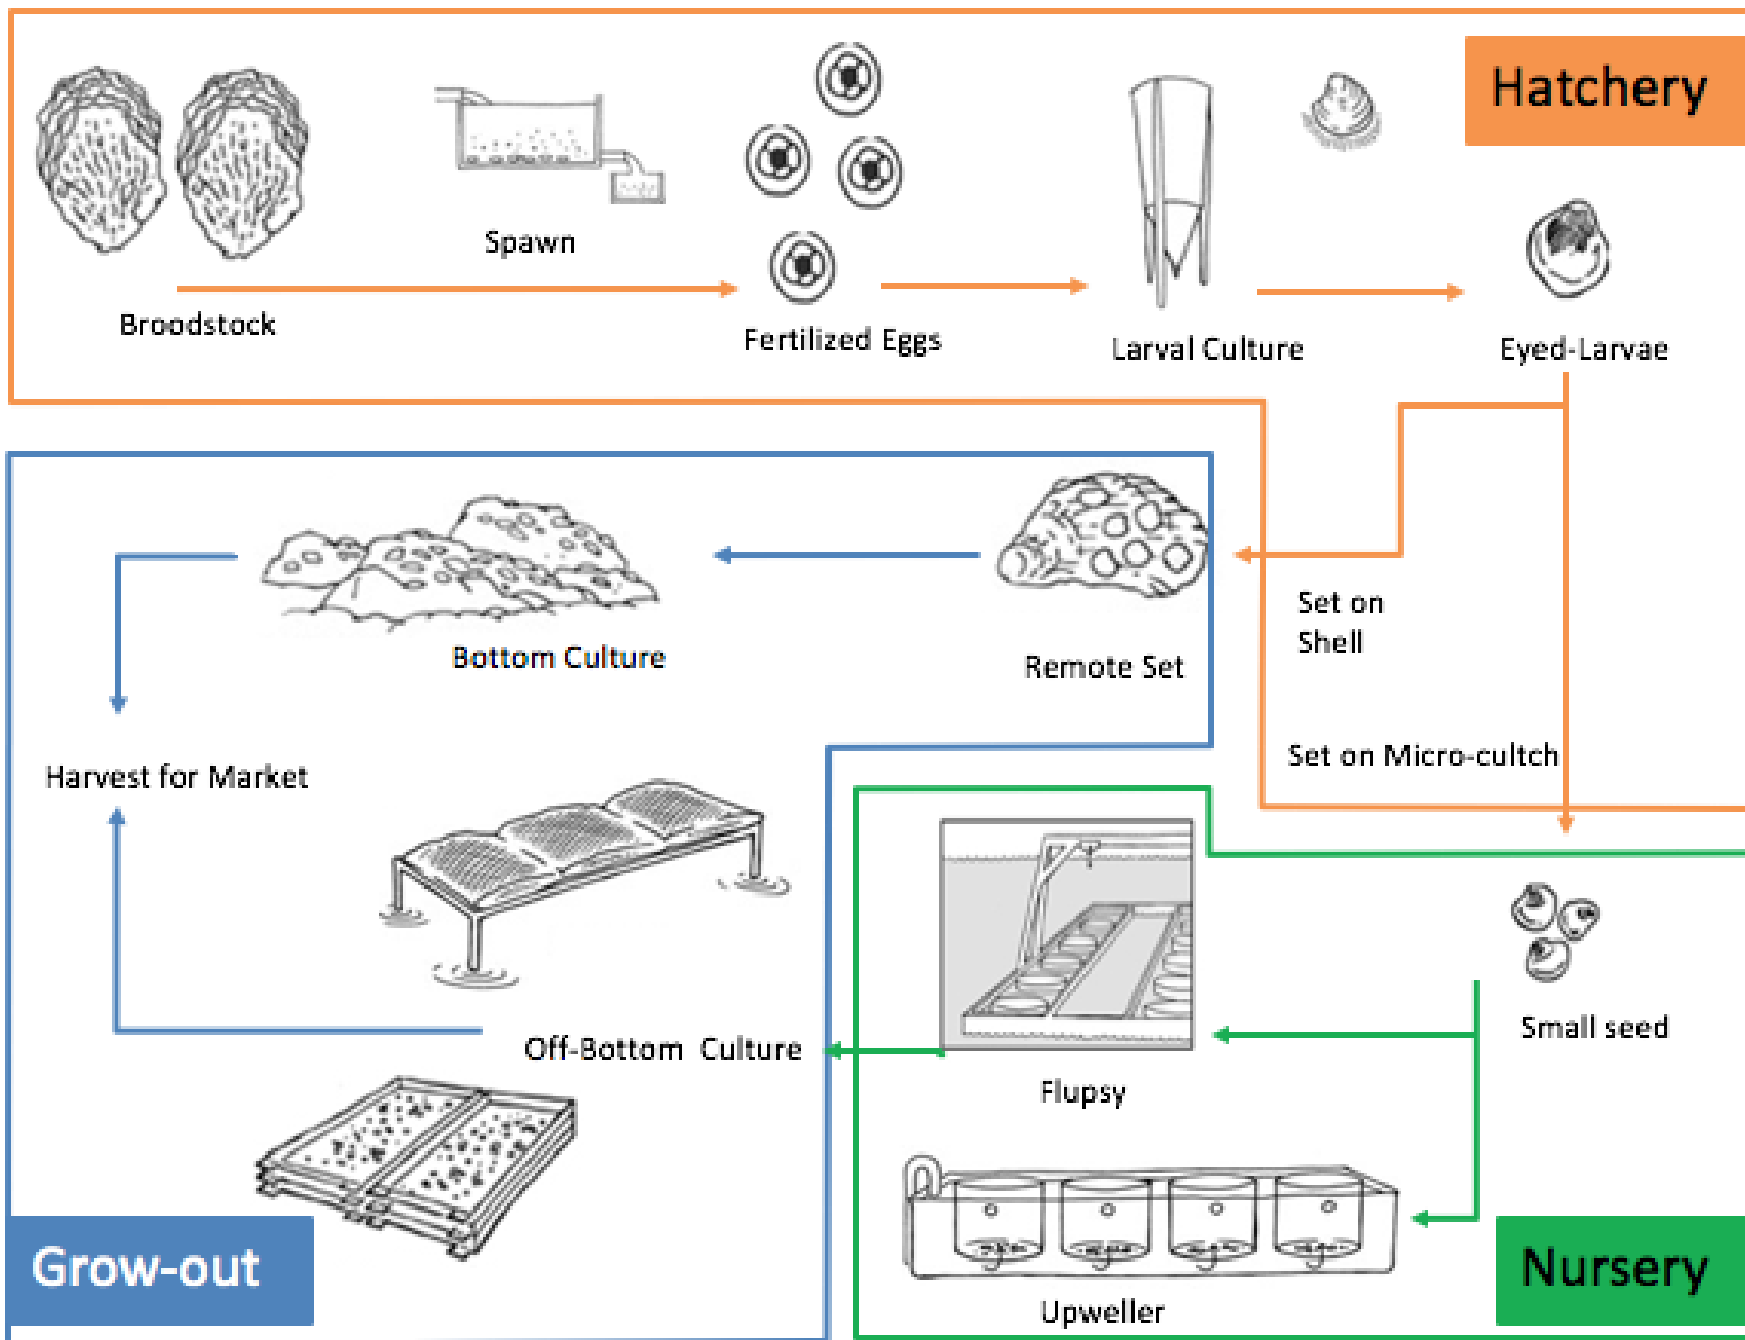 Hatchery
Spawn
Broodstock
Fertilized Eggs
Larval Culture
Eyed-Larvae
Set on
Shell
Bottom Culture
Remote Set
Set on Micro-cultch
Harvest for Market
Small seed
Off-Bottom Culture
Flupsy
Grow-out
Nursery
Upweller